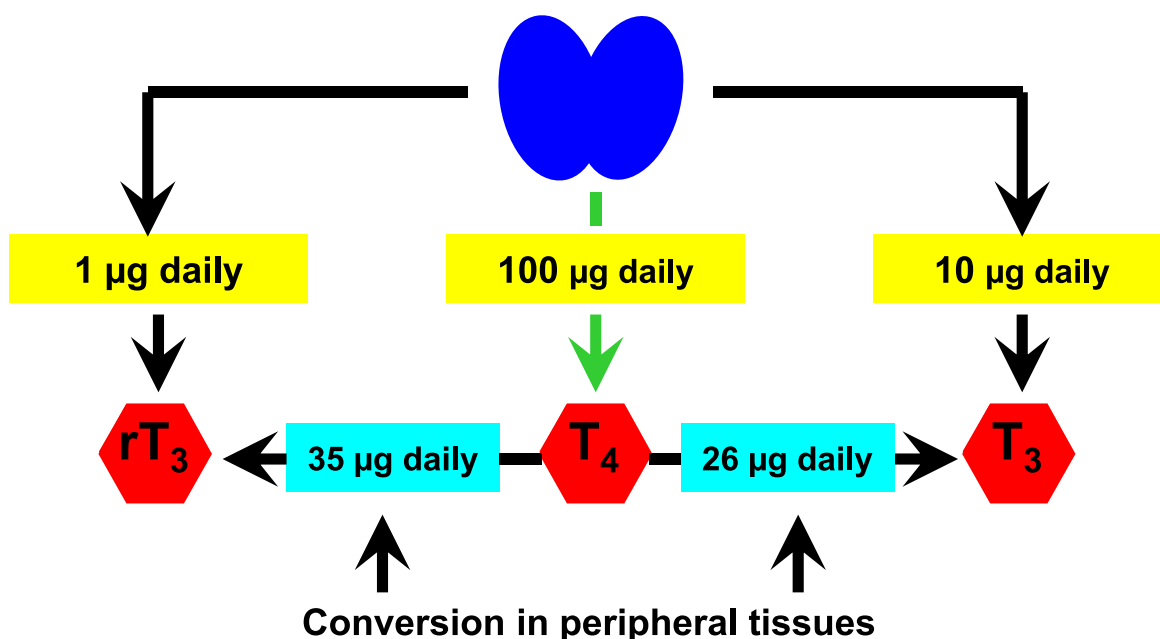 1 µg daily
100 µg daily
10 µg daily
rT₃
35 µg daily
T₄
26 µg daily
T₃
Conversion in peripheral tissues